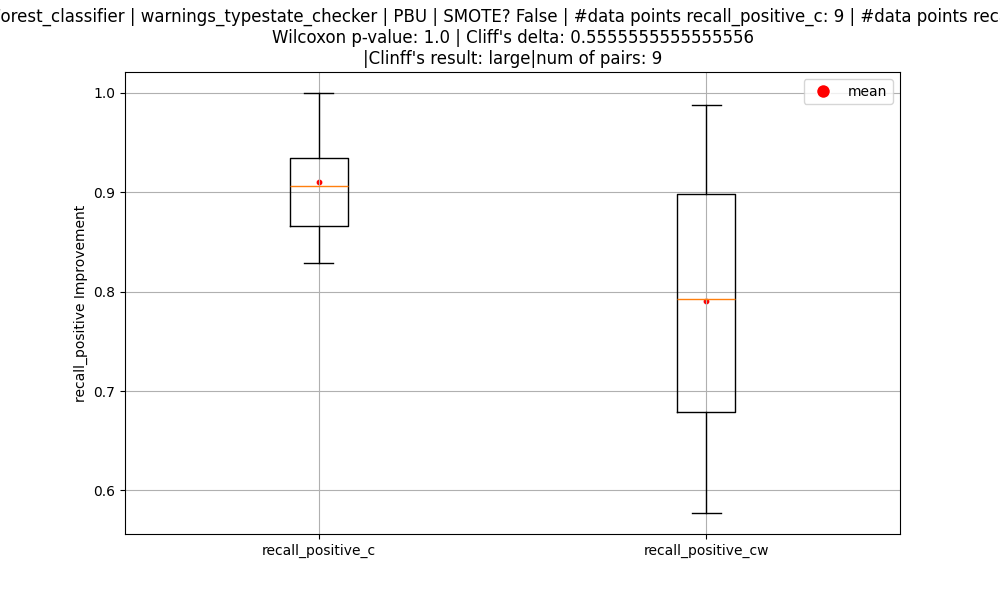 orest_classifier | warnings_typestate_checker | PBU | SMOTE? False | #data points recall_positive_c: 9 | #data points rec
Wilcoxon p-value: 1.0 | Cliff's delta: 0.5555555555555556
|Clinff's result: large|num of pairs: 9
mean
1.0
0.9
0.8
0.7
0.6
recall_positive Improvement
recall_positive_c
recall_positive_cw